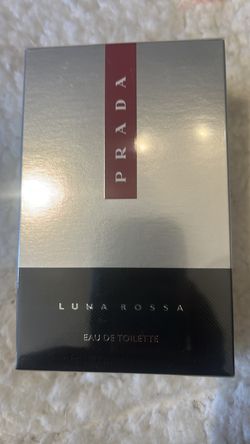 PRADA
LUNA ROSSA
EAU DE TOILETTE